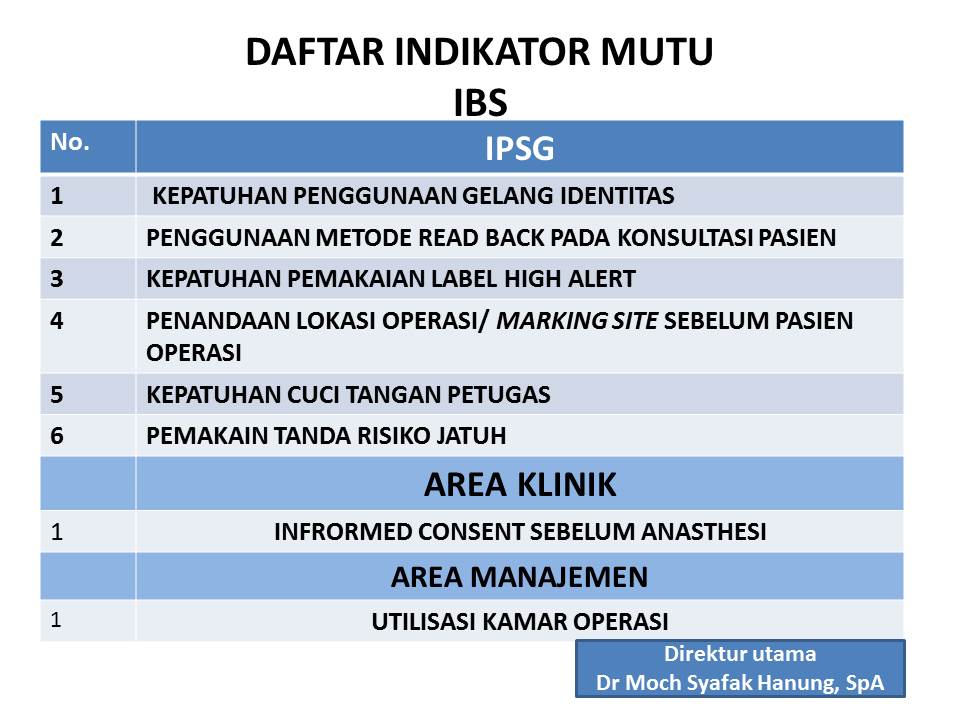 DAFTAR INDIKATOR MUTU
IBS
No. IPSG
1 KEPATUHAN PENGGUNAAN GELANG IDENTITAS
2 PENGGUNAAN METODE READ BACK PADA KONSULTASI PASIEN
3 KEPATUHAN PEMAKAIAN LABEL HIGH ALERT
4 PENANDAAN LOKASI OPERASI/ MARKING SITE SEBELUM PASIEN
OPERASI
5 KEPATUHAN CUCI TANGAN PETUGAS
6 PEMAKAIN TANDA RISIKO JATUH
AREA KLINIK
1 INFRORMED CONSENT SEBELUM ANASTHESI
AREA MANAJEMEN
1 UTILISASI KAMAR OPERASI
Direktur utama
Dr Moch Syafak Hanung, SpA